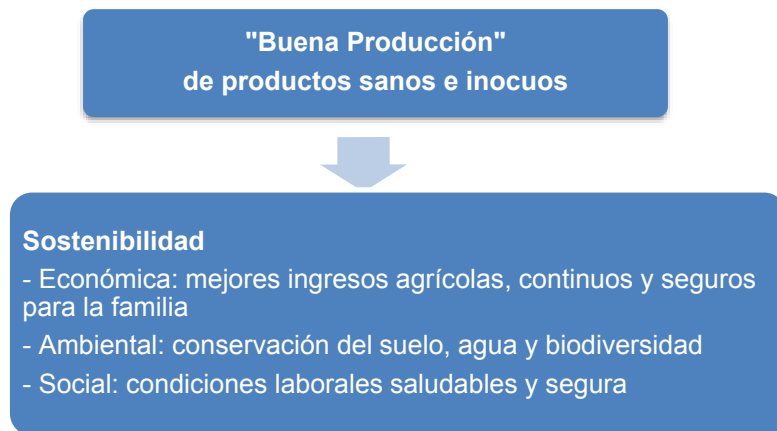 "Buena Producción"
de productos sanos e inocuos
Sostenibilidad
- Económica: mejores ingresos agrícolas, continuos y seguros
para la familia
- Ambiental: conservación del suelo, agua y biodiversidad
- Social: condiciones laborales saludables y segura